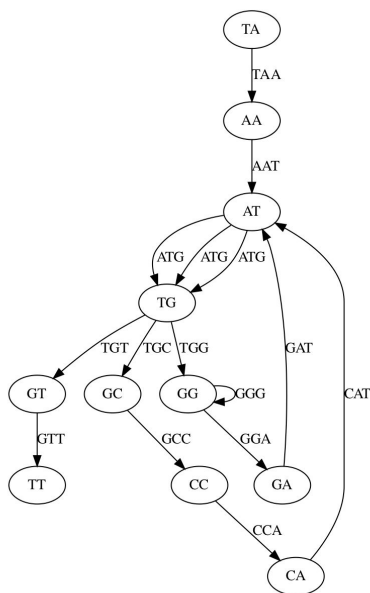 TA
TAA
AA
AAT
AT
ATG ATG ATG
TG
TGT TGC TGG
GAT
GT GC GG GGG
CAT
GTT GCC GGA
TT CC GA
CCA
CA